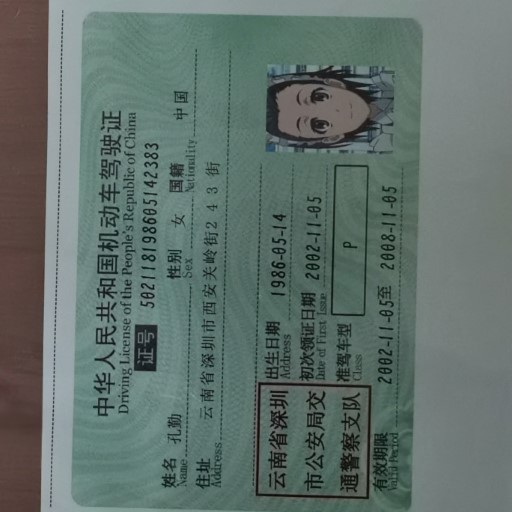 中华人民共和国机动车驾驶证
Driving License of the People's Republic of China
证号 502118198605142383
姓名 孔勤 性别 女 国籍 中国
Name Sex Nationality
住址 云南省深圳市西安关岭街243街
Address
出生日期 1986-05-14
Address
初次领证日期 2002-11-05
Date of First Issue
准驾车型 P
Class
云南省深圳
市公安局交
通警察支队
有效期限 2002-11-05至 2008-11-05
Valid Period